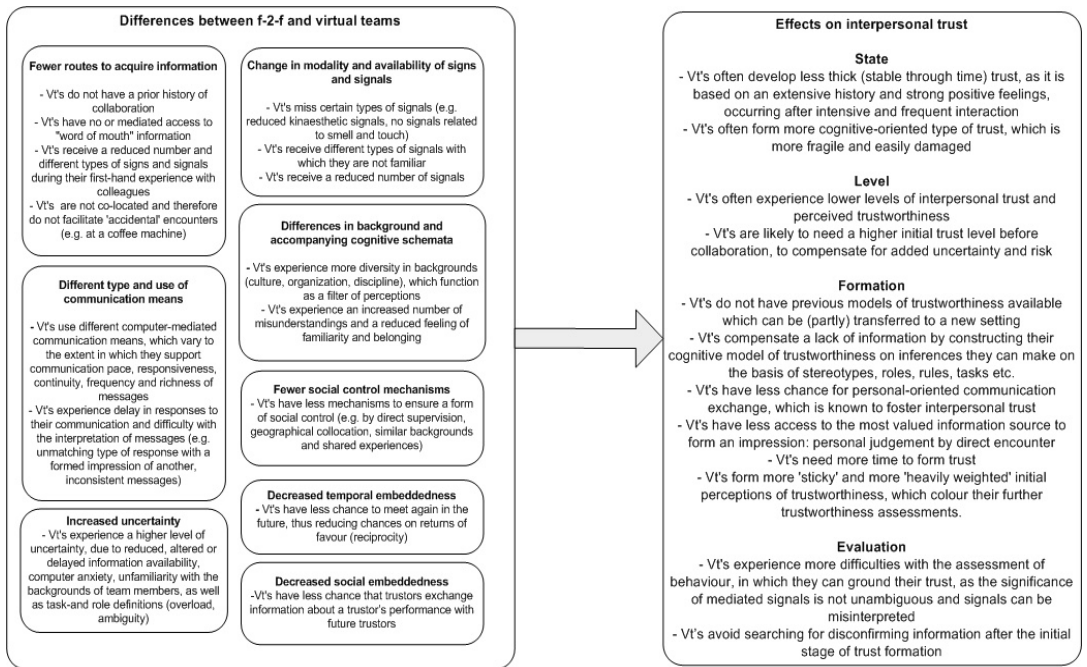 Differences between f-2-f and virtual teams
Fewer routes to acquire information
- Vt's do not have a prior history of
collaboration
- Vt's have no or mediated access to
"word of mouth" information
- Vt's receive a reduced number and
different types of signs and signals
during their first-hand experience with
colleagues
- Vt's are not co-located and therefore
do not facilitate 'accidental' encounters
(e.g. at a coffee machine)
Different type and use of
communication means
- Vt's use different computer-mediated
communication means, which vary to
the extent in which they support
communication pace, responsiveness,
continuity, frequency and richness of
messages
- Vt's experience delay in responses to
their communication and difficulty with
the interpretation of messages (e.g.
unmatching type of response with a
formed impression of another,
inconsistent messages)
Increased uncertainty
- Vt's experience a higher level of
uncertainty, due to reduced, altered or
delayed information availability,
computer anxiety, unfamiliarity with the
backgrounds of team members, as well
as task-and role definitions (overload,
ambiguity)
Change in modality and availability of signs
and signals
- Vt's miss certain types of signals (e.g.
reduced kinaesthetic signals, no signals related
to smell and touch)
- Vt's receive different types of signals with
which they are not familiar
- Vt's receive a reduced number of signals
Differences in background and
accompanying cognitive schemata
- Vt's experience more diversity in backgrounds
(culture, organization, discipline), which function
as a filter of perceptions
- Vt's experience an increased number of
misunderstandings and a reduced feeling of
familiarity and belonging
Fewer social control mechanisms
- Vt's have less mechanisms to ensure a form
of social control (e.g. by direct supervision,
geographical collocation, similar backgrounds
and shared experiences)
Decreased temporal embeddedness
- Vt's have less chance to meet again in the
future, thus reducing chances on returns of
favour (reciprocity)
Decreased social embeddedness
-Vt's have less chance that trustors exchange
information about a trustor's performance with
future trustors
Effects on interpersonal trust
State
- Vt's often develop less thick (stable through time) trust, as it is
based on an extensive history and strong positive feelings,
occurring after intensive and frequent interaction
- Vt's often form more cognitive-oriented type of trust, which is
more fragile and easily damaged
Level
- Vt's often experience lower levels of interpersonal trust and
perceived trustworthiness
- Vt's are likely to need a higher initial trust level before
collaboration, to compensate for added uncertainty and risk
Formation
- Vt's do not have previous models of trustworthiness available
which can be (partly) transferred to a new setting
- Vt's compensate a lack of information by constructing their
cognitive model of trustworthiness on inferences they can make on
the basis of stereotypes, roles, rules, tasks etc.
- Vt's have less chance for personal-oriented communication
exchange, which is known to foster interpersonal trust
- Vt's have less access to the most valued information source to
form an impression: personal judgement by direct encounter
- Vt's need more time to form trust
- Vt's form more 'sticky' and more 'heavily weighted' initial
perceptions of trustworthiness, which colour their further
trustworthiness assessments.
Evaluation
- Vt's experience more difficulties with the assessment of
behaviour, in which they can ground their trust, as the significance
of mediated signals is not unambiguous and signals can be
misinterpreted
- Vt's avoid searching for disconfirming information after the initial
stage of trust formation